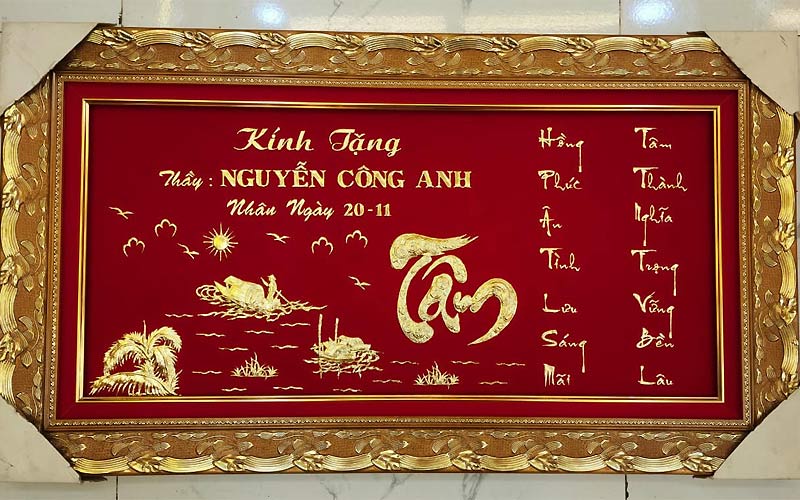 Kính Tặng
Thầy : NGUYỄN CÔNG ANH
Nhân Ngày 20-11
Tâm
Hồng
Phúc
Ân
Tình
Lưu
Sáng
Mãi
Tâm
Thành
Nghĩa
Trọng
Vững
Bền
Lâu